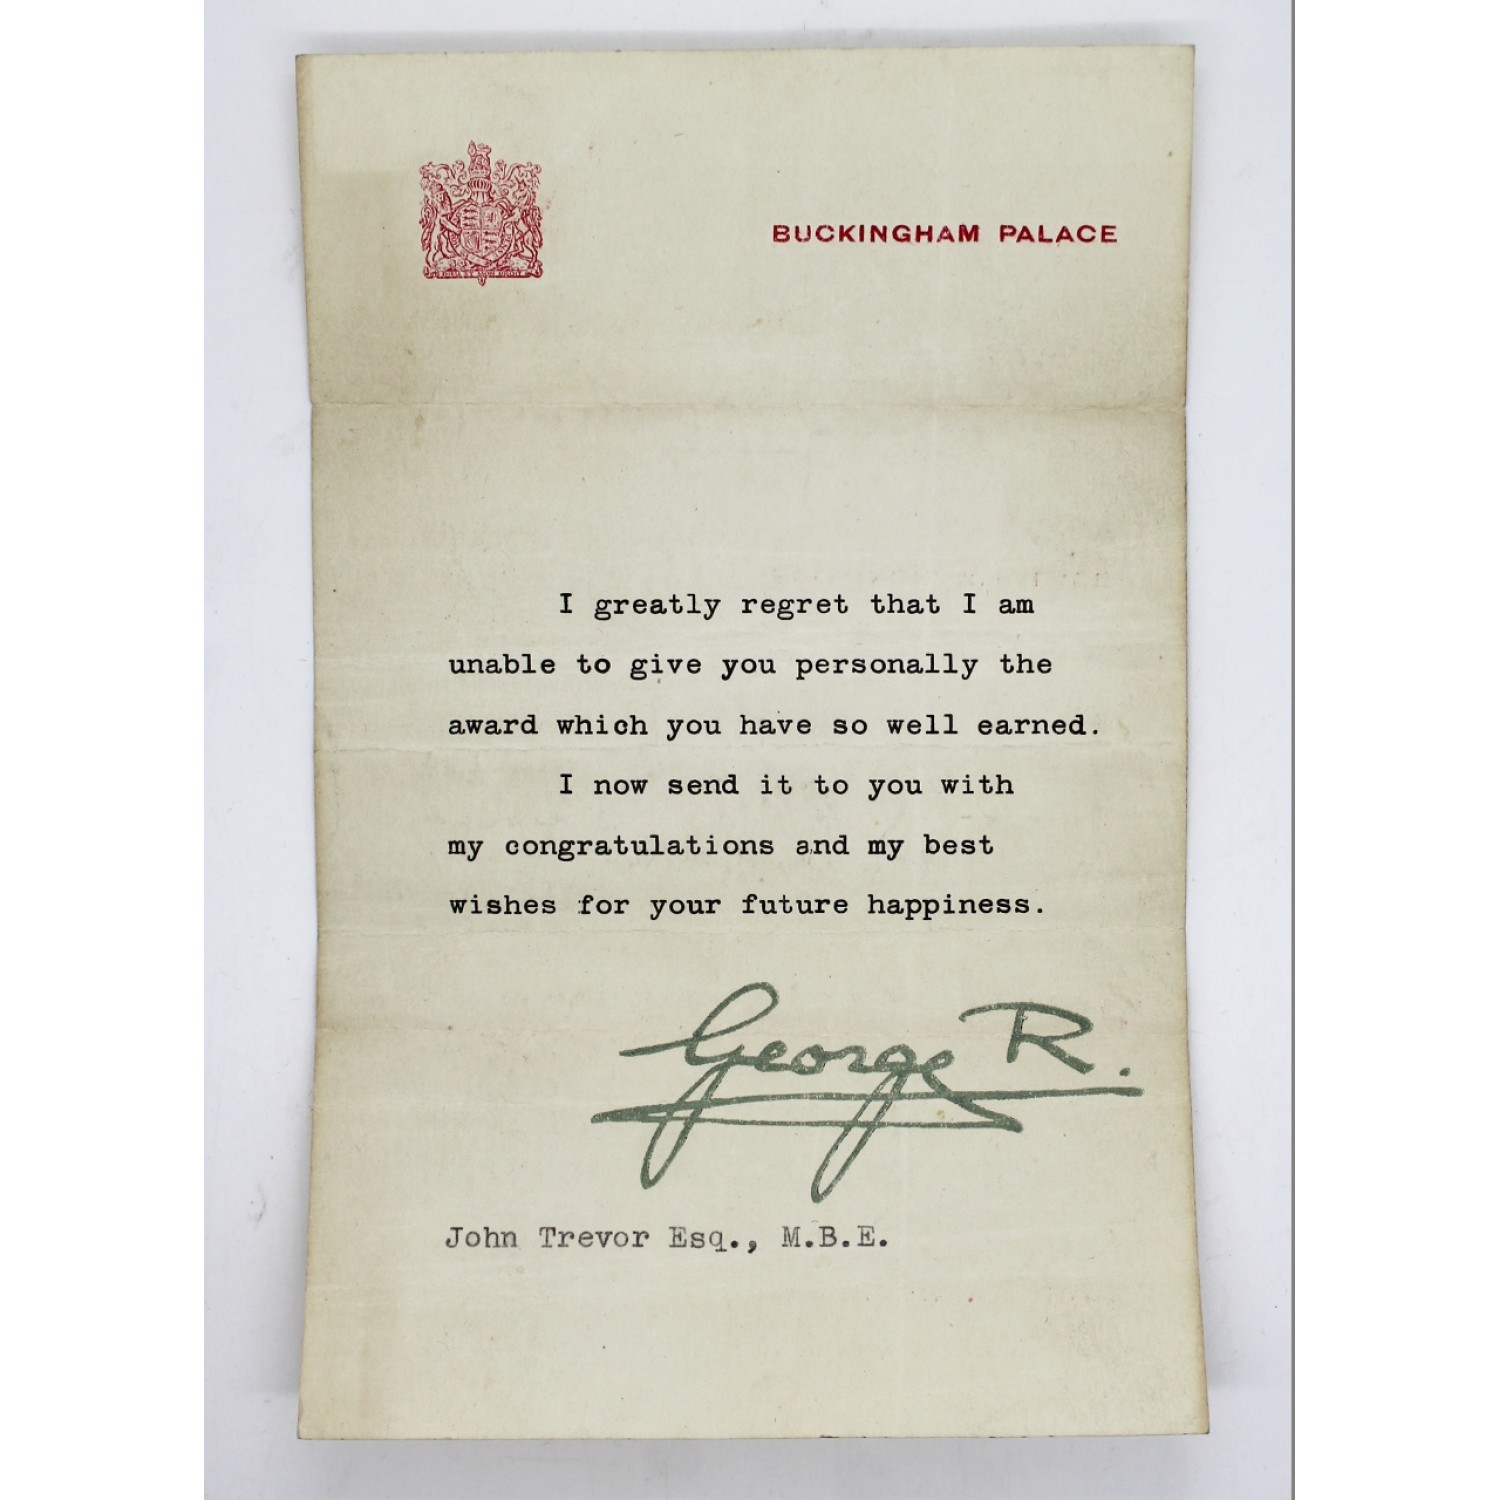 BUCKINGHAM PALACE
I greatly regret that I am
unable to give you personally the
award which you have so well earned.
I now send it to you with
my congratulations and my best
wishes for your future happiness.
George R.
John Trevor Esq., M.B.E.